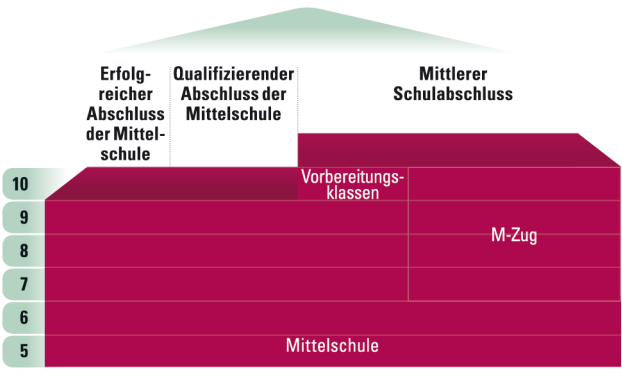 Erfolg-
reicher
Abschluss
der Mittel-
schule
Qualifizierender
Abschluss der
Mittelschule
Mittlerer
Schulabschluss
10
Vorbereitungs-
klassen
9
8
M-Zug
7
6
5
Mittelschule